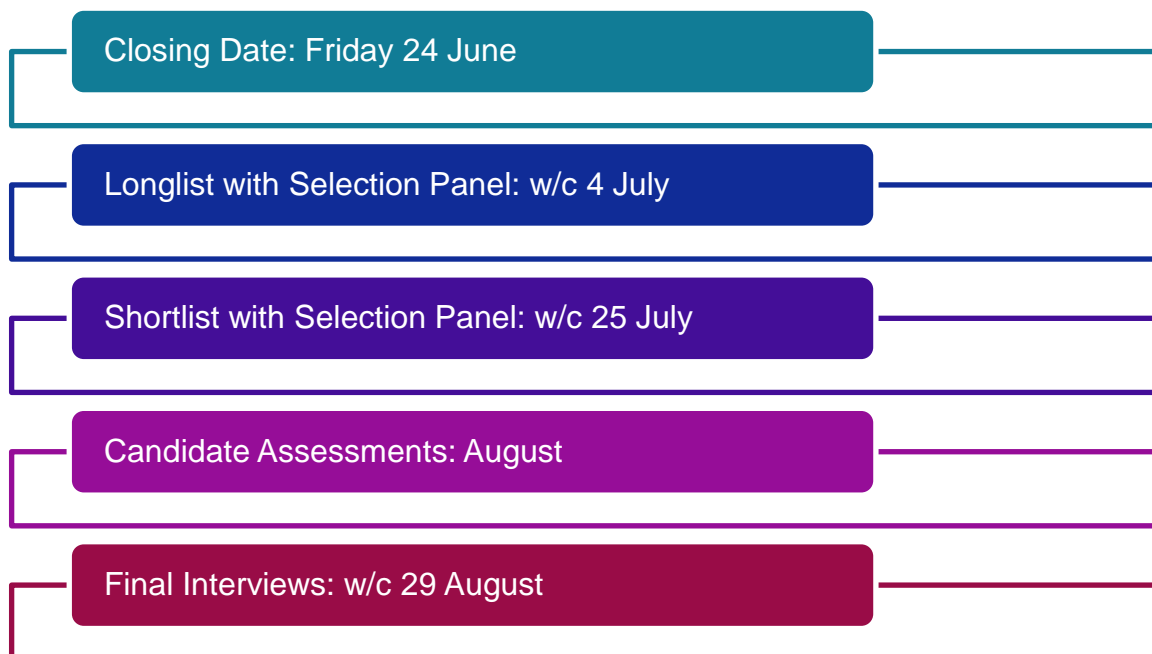 Closing Date: Friday 24 June
Longlist with Selection Panel: w/c 4 July
Shortlist with Selection Panel: w/c 25 July
Candidate Assessments: August
Final Interviews: w/c 29 August